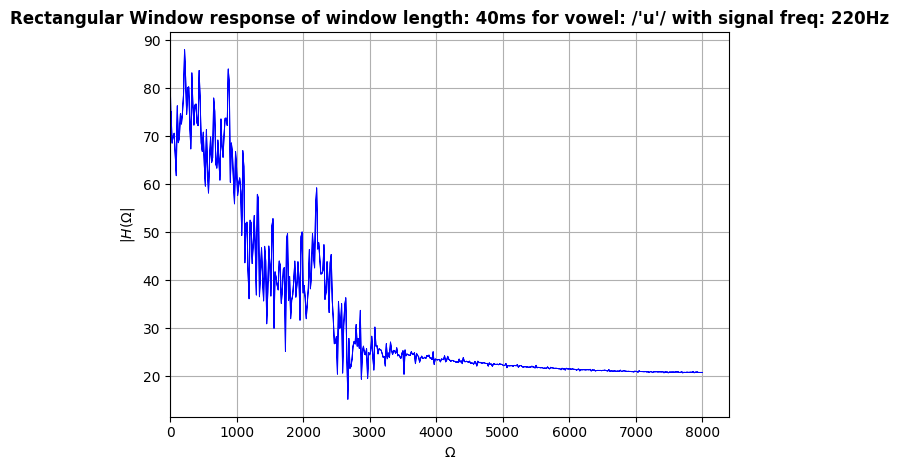 Rectangular Window response of window length: 40ms for vowel: /'u'/ with signal freq: 220Hz
90
80
70
60
50
40
30
20
|H(Ω|
0 1000 2000 3000 4000 5000 6000 7000 8000
Ω